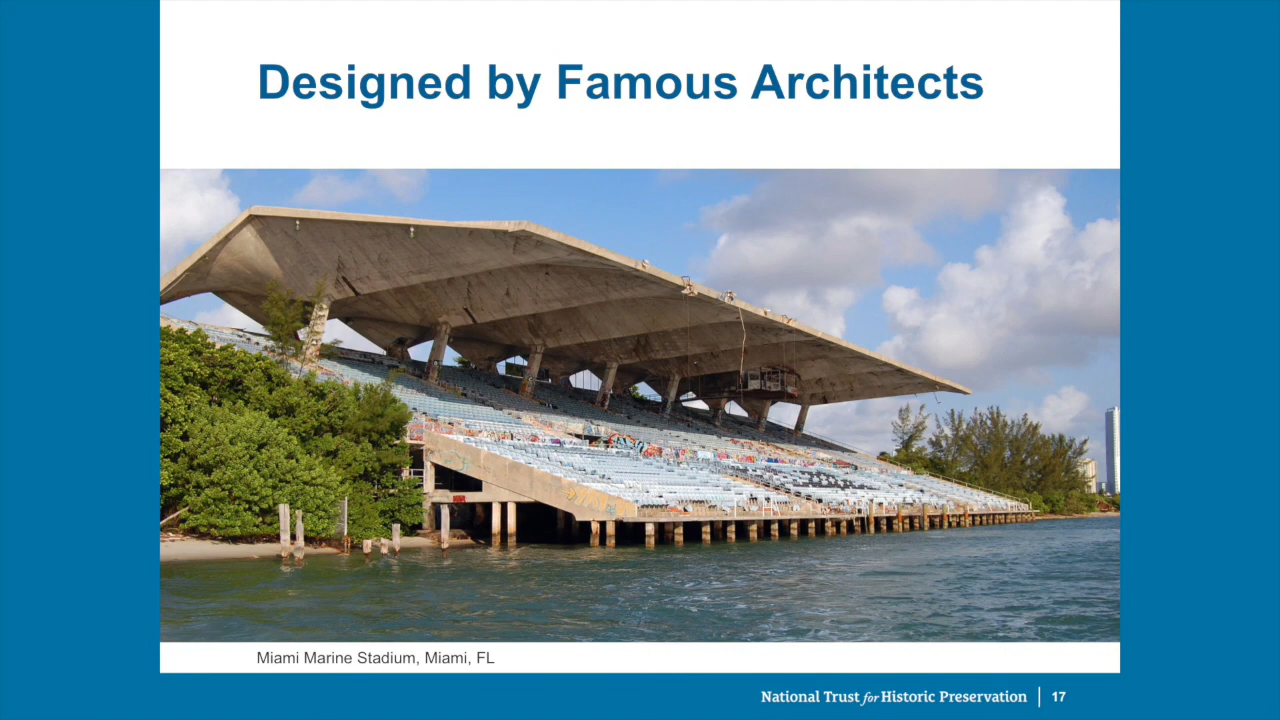 Designed by Famous Architects
Miami Marine Stadium, Miami, FL
National Trust for Historic Preservation | 17